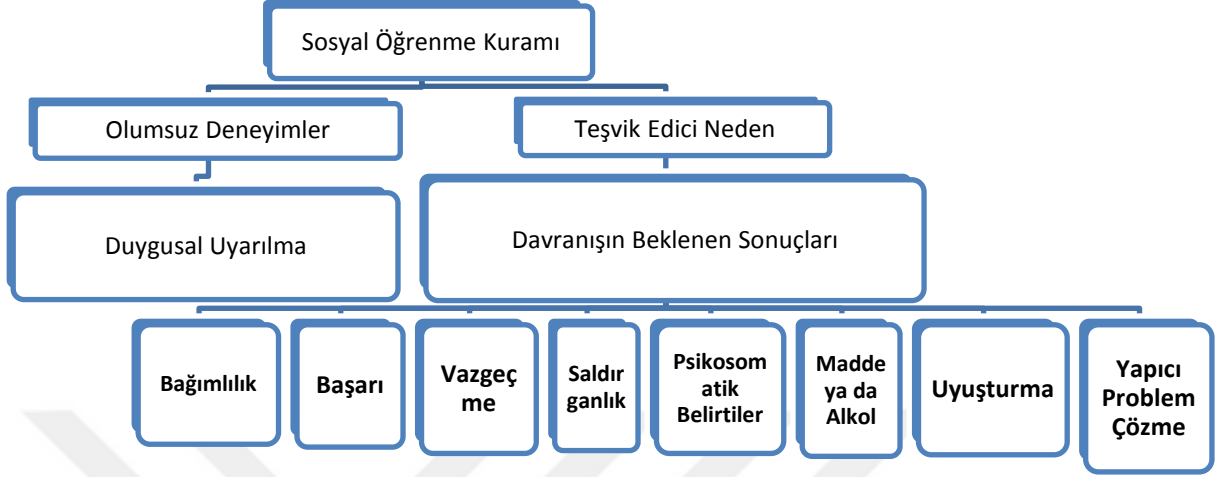 Sosyal Öğrenme Kuramı
Olumsuz Deneyimler
Teşvik Edici Neden
Duygusal Uyarılma
Davranışın Beklenen Sonuçları
Bağımlılık
Başarı
Vazgeç
me
Saldır
ganlık
Psikosom
atik
Belirtiler
Madde
ya da
Alkol
Uyuşturma
Yapıcı
Problem
Çözme